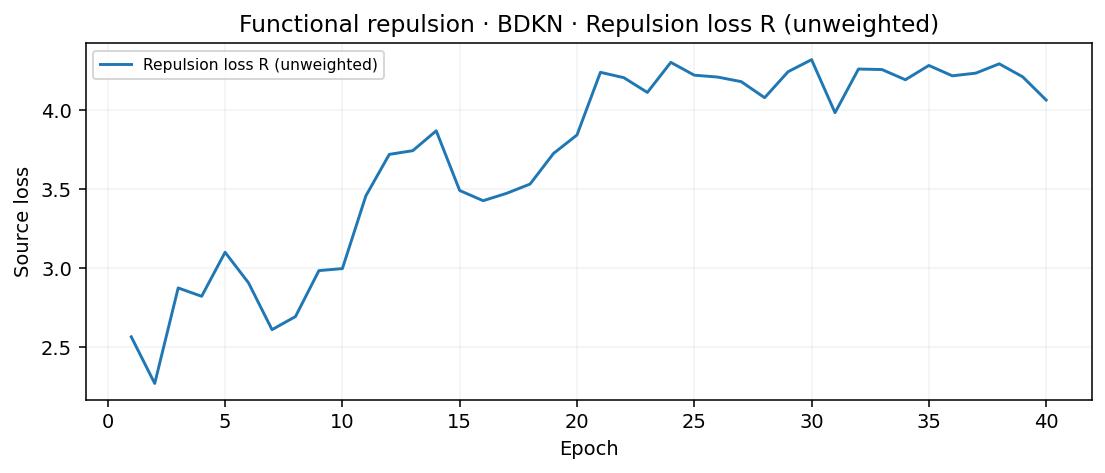 Functional repulsion · BDKN · Repulsion loss R (unweighted)
Repulsion loss R (unweighted)
Source loss
4.0
3.5
3.0
2.5
0 5 10 15 20 25 30 35 40
Epoch